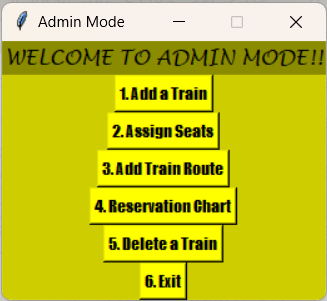 Admin Mode
WELCOME TO ADMIN MODE!!
1. Add a Train
2. Assign Seats
3. Add Train Route
4. Reservation Chart
5. Delete a Train
6. Exit